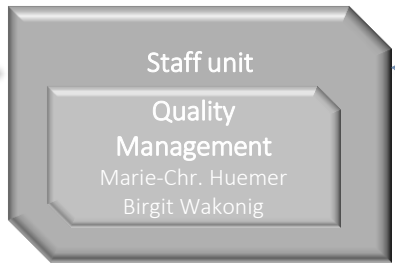 Staff unit
Quality
Management
Marie-Chr. Huemer
Birgit Wakonig